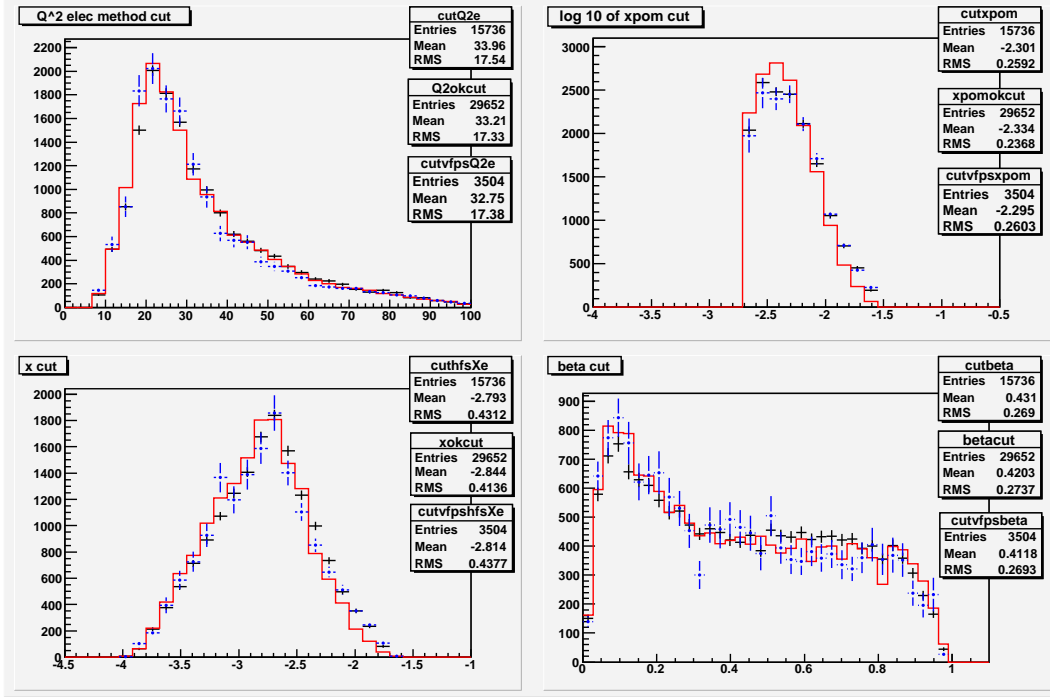 Q^2 elec method cut
cutQ2e
Entries 15736
Mean 33.96
RMS 17.54
Q2okcut
Entries 29652
Mean 33.21
RMS 17.33
cutvfpsQ2e
Entries 3504
Mean 32.75
RMS 17.38
2200
2000
1800
1600
1400
1200
1000
800
600
400
200
0
0 10 20 30 40 50 60 70 80 90 100
log 10 of xpom cut
cutxpom
Entries 15736
Mean -2.301
RMS 0.2592
xpomokcut
Entries 29652
Mean -2.334
RMS 0.2368
cutvfpsxpom
Entries 3504
Mean -2.295
RMS 0.2603
3000
2500
2000
1500
1000
500
0
-4 -3.5 -3 -2.5 -2 -1.5 -1 -0.5
x cut
cuthfsXe
Entries 15736
Mean -2.793
RMS 0.4312
xokcut
Entries 29652
Mean -2.844
RMS 0.4136
cutvfpshfsXe
Entries 3504
Mean -2.814
RMS 0.4377
2000
1800
1600
1400
1200
1000
800
600
400
200
0
-4.5 -4 -3.5 -3 -2.5 -2 -1.5 -1
beta cut
cutbeta
Entries 15736
Mean 0.431
RMS 0.269
betacut
Entries 29652
Mean 0.4203
RMS 0.2737
cutvfpsbeta
Entries 3504
Mean 0.4118
RMS 0.2693
900
800
700
600
500
400
300
200
100
0
0 0.2 0.4 0.6 0.8 1